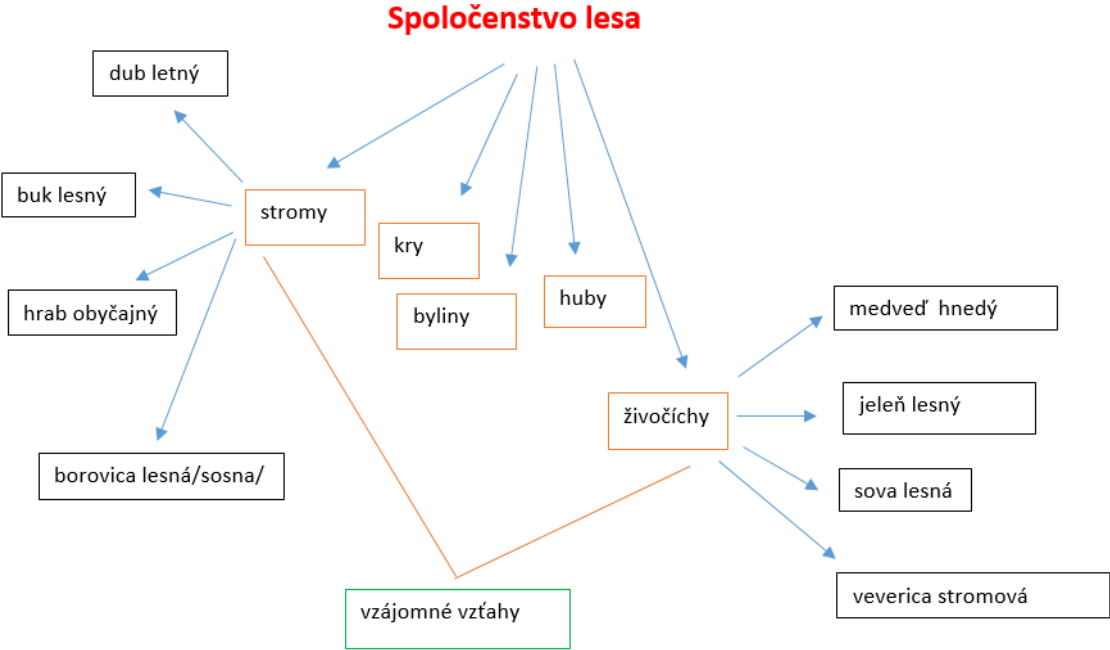 Spoločenstvo lesa
dub letný
buk lesný
stromy
kry
hrab obyčajný
byliny
huby
medveď  hnedý
živočíchy
jeleň lesný
borovica lesná/sosna/
sova lesná
vzájomné vzťahy
veverica stromová